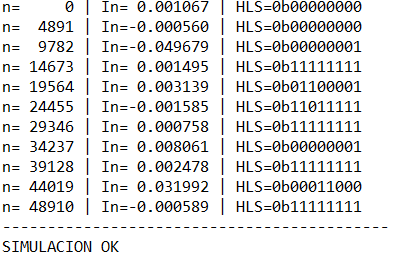 n=     0 | In= 0.001067 | HLS=0b00000000
n=  4891 | In=-0.000560 | HLS=0b00000000
n=  9782 | In=-0.049679 | HLS=0b00000001
n= 14673 | In= 0.001495 | HLS=0b11111111
n= 19564 | In= 0.003139 | HLS=0b01100001
n= 24455 | In=-0.001585 | HLS=0b11011111
n= 29346 | In= 0.000758 | HLS=0b11111111
n= 34237 | In= 0.008061 | HLS=0b00000001
n= 39128 | In= 0.002478 | HLS=0b11111111
n= 44019 | In= 0.031992 | HLS=0b00011000
n= 48910 | In=-0.000589 | HLS=0b11111111
-------------------------------------------
SIMULACION OK